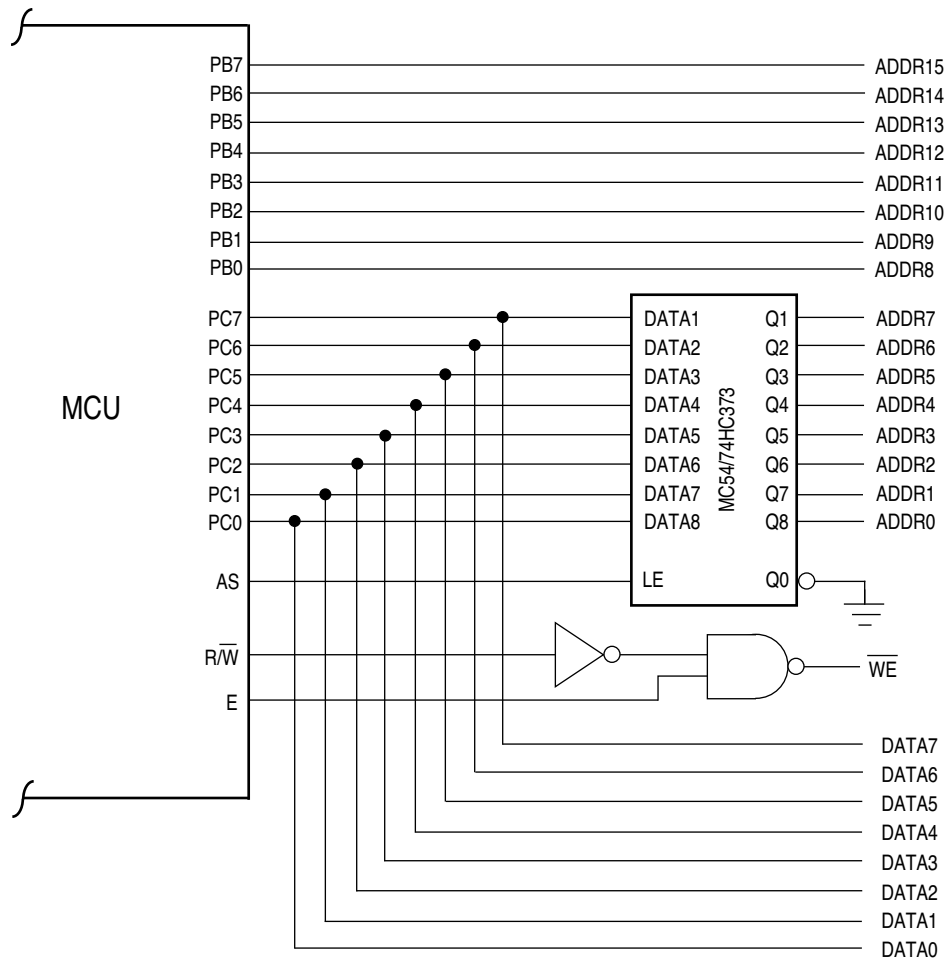 PB7 ADDR15
PB6 ADDR14
PB5 ADDR13
PB4 ADDR12
PB3 ADDR11
PB2 ADDR10
PB1 ADDR9
PB0 ADDR8
PC7 DATA1 Q1 ADDR7
PC6 DATA2 Q2 ADDR6
PC5 DATA3 Q3 ADDR5
PC4 DATA4 Q4 ADDR4
MCU
MC54/74HC373
PC3 DATA5 Q5 ADDR3
PC2 DATA6 Q6 ADDR2
PC1 DATA7 Q7 ADDR1
PC0 DATA8 Q8 ADDR0
AS LE Q0
R/W̅ W̅E̅
E
DATA7
DATA6
DATA5
DATA4
DATA3
DATA2
DATA1
DATA0